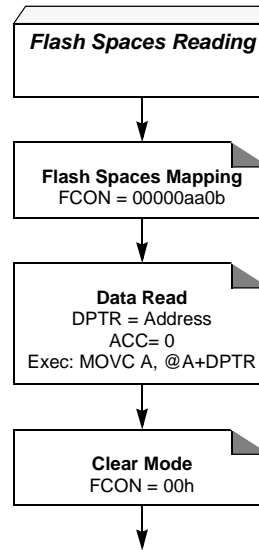 Flash Spaces Reading
Flash Spaces Mapping
FCON = 00000aa0b
Data Read
DPTR = Address
ACC= 0
Exec: MOVC A, @A+DPTR
Clear Mode
FCON = 00h